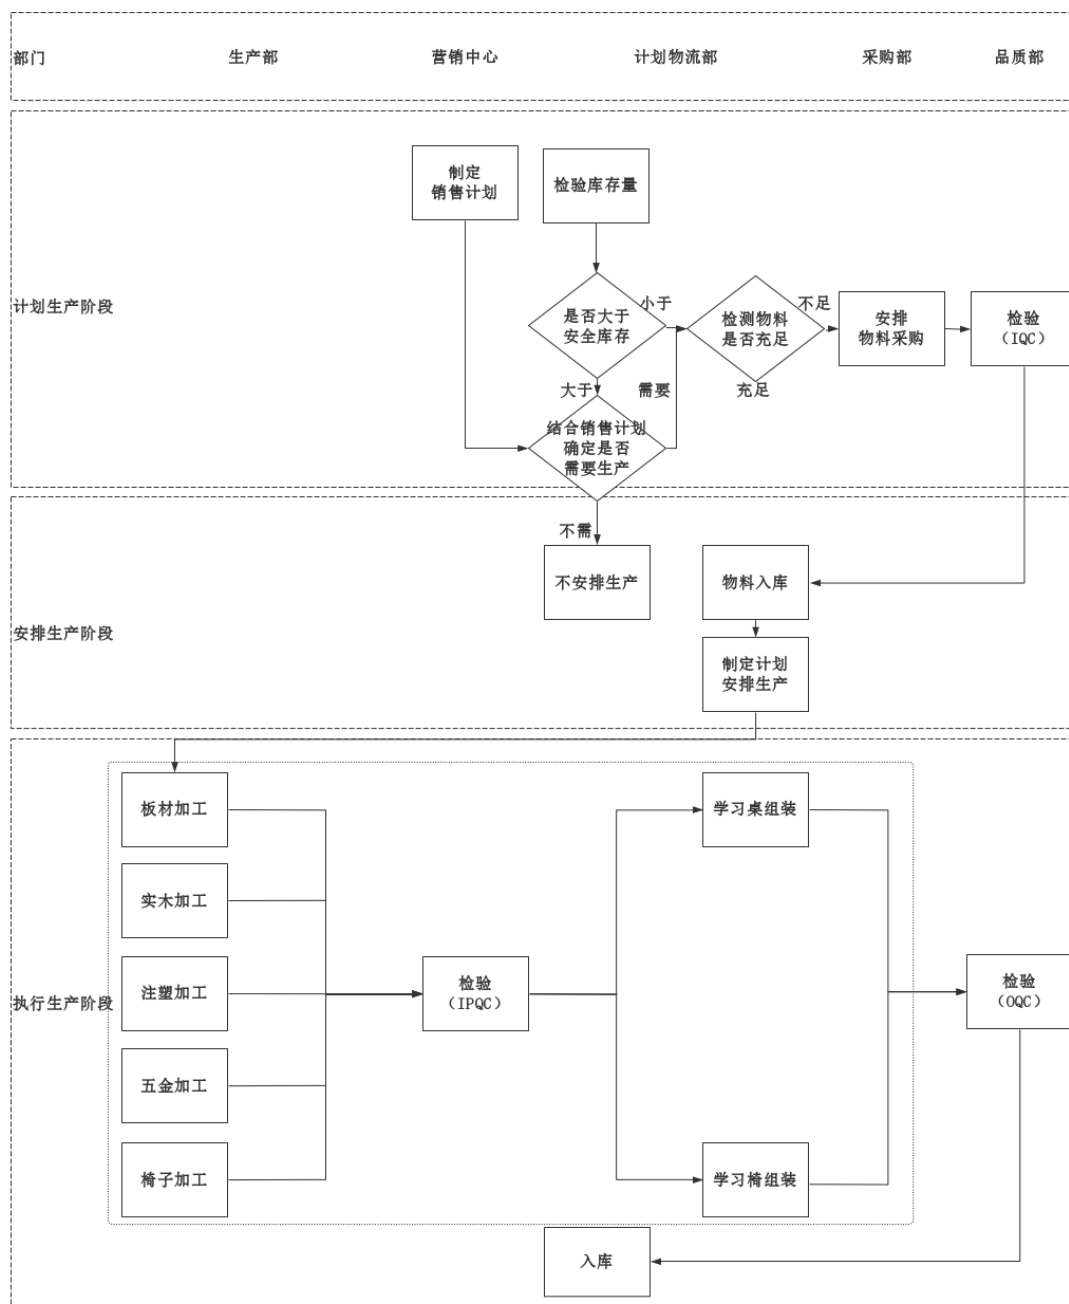 部门
生产部
营销中心
计划物流部
采购部
品质部
计划生产阶段
制定
销售计划
检验库存量
是否大于
安全库存
小于
检测物料
是否充足
不足
安排
物料采购
检验
（IQC）
大于
需要
充足
结合销售计划
确定是否
需要生产
安排生产阶段
不需
不安排生产
物料入库
制定计划
安排生产
执行生产阶段
板材加工
实木加工
注塑加工
五金加工
椅子加工
检验
（IPQC）
学习桌组装
学习椅组装
检验
（OQC）
入库